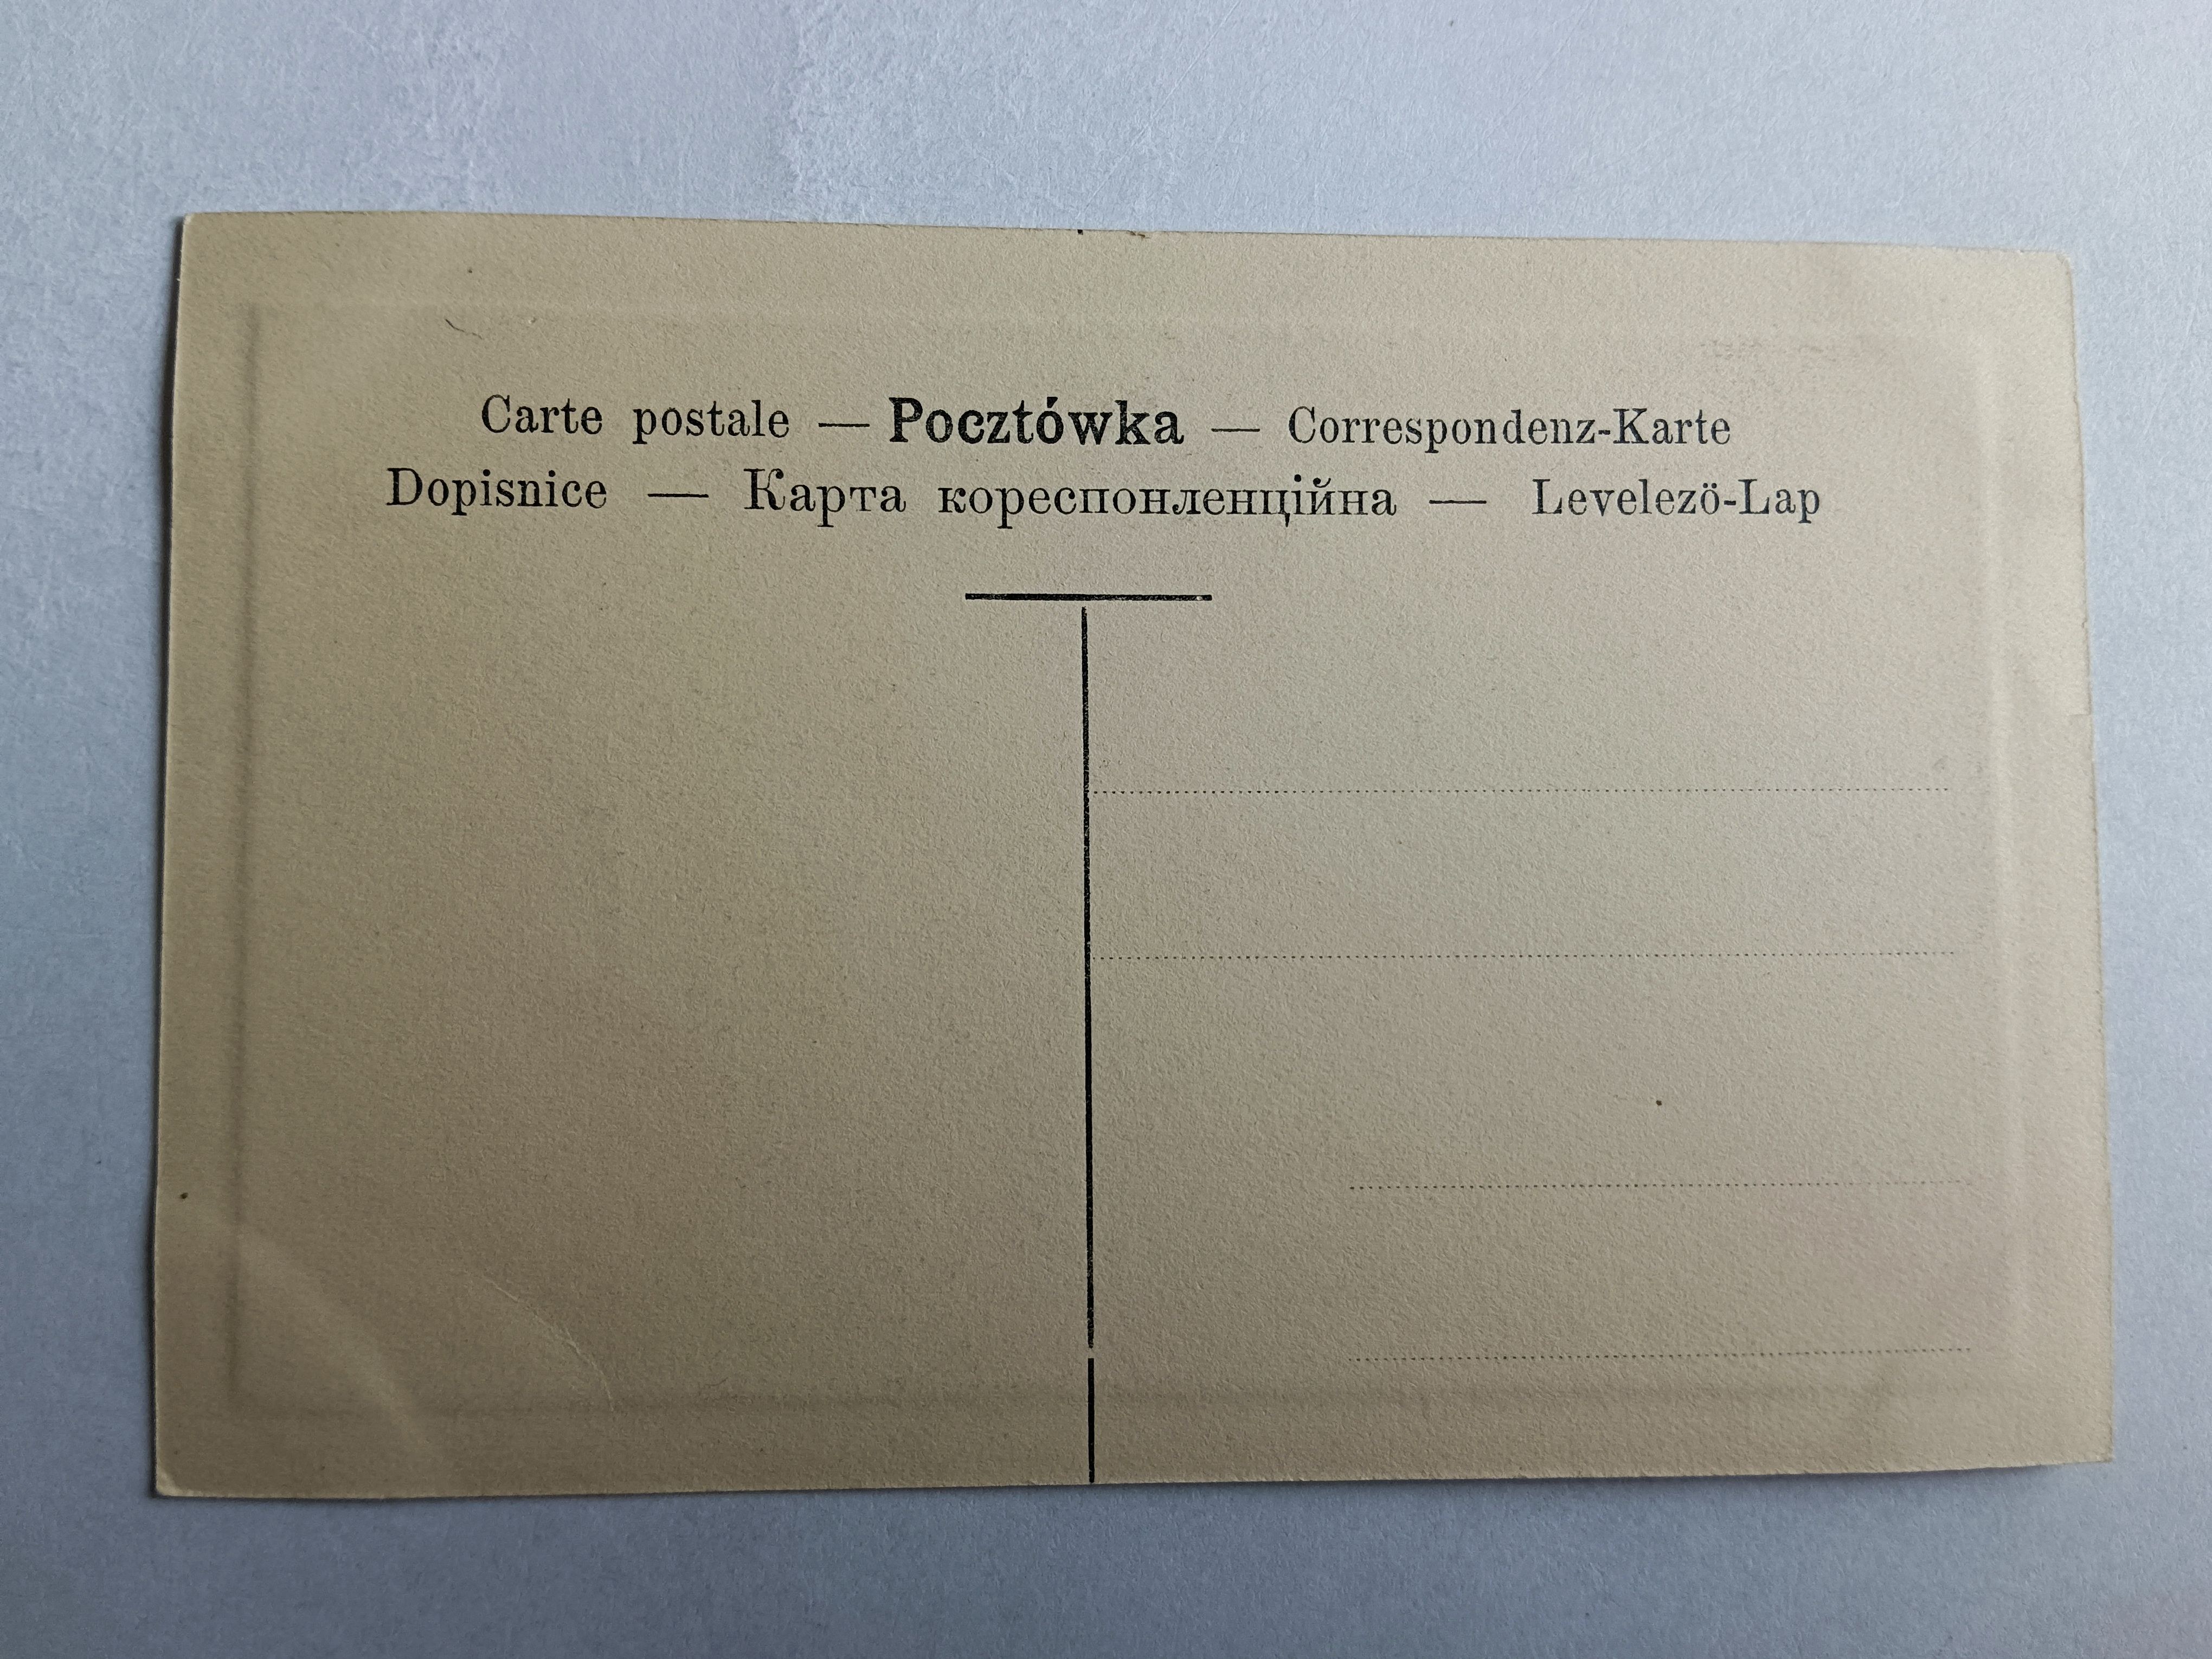 Carte postale — Pocztówka — Correspondenz-Karte
Dopisnice — Карта кореспонленційна — Levelezö-Lap